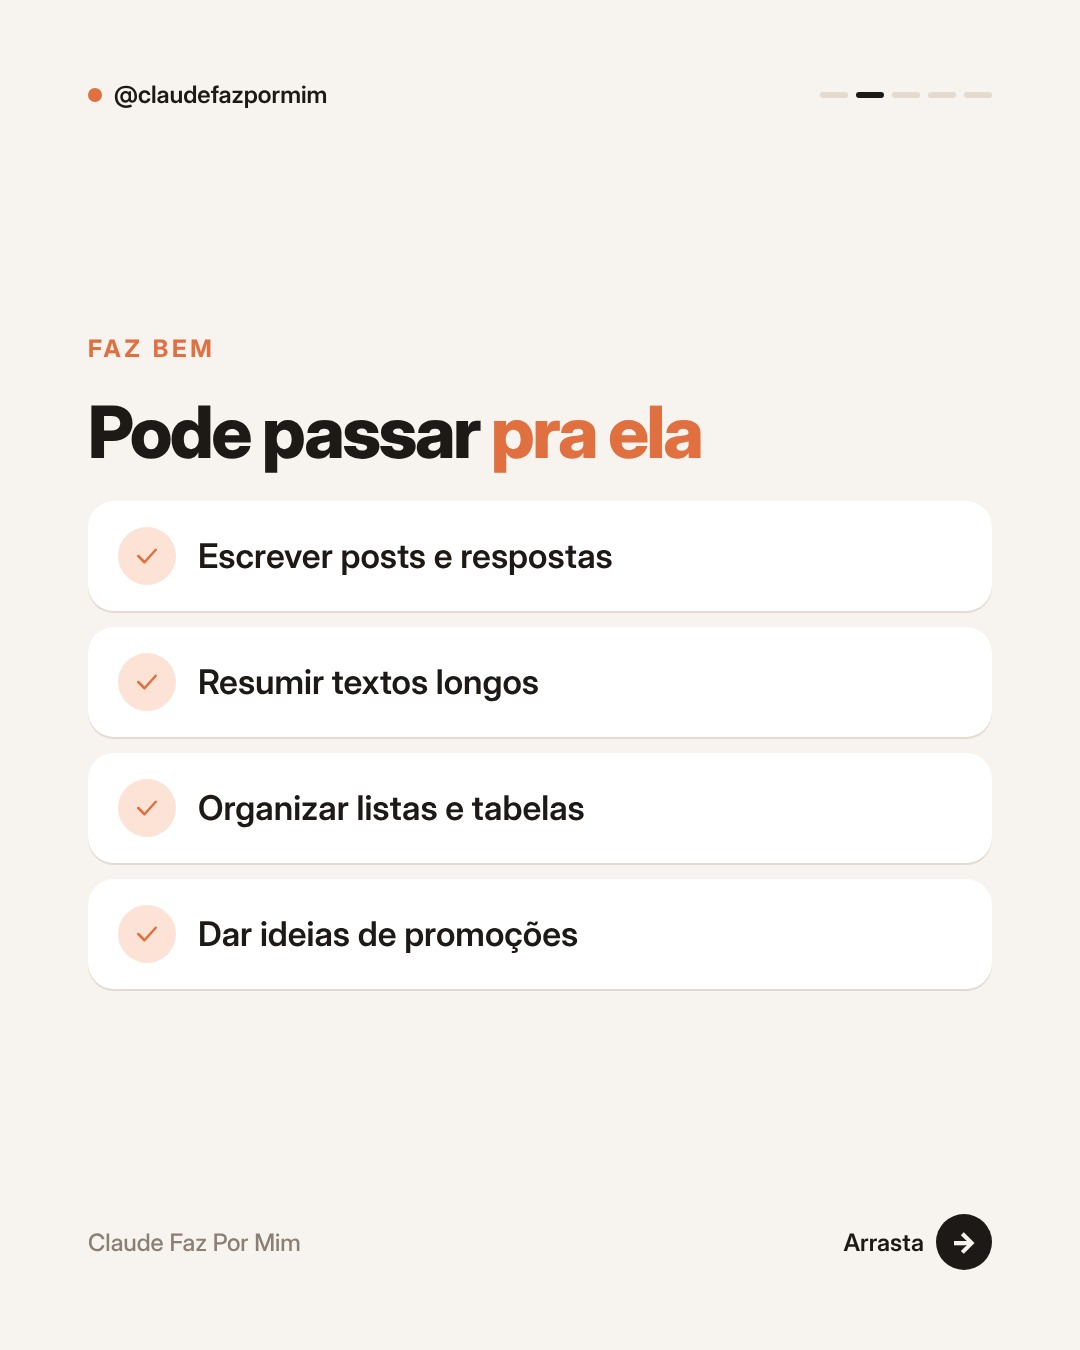 @claudefazpormim
FAZ BEM
Pode passar pra ela
Escrever posts e respostas
Resumir textos longos
Organizar listas e tabelas
Dar ideias de promoções
Claude Faz Por Mim
Arrasta